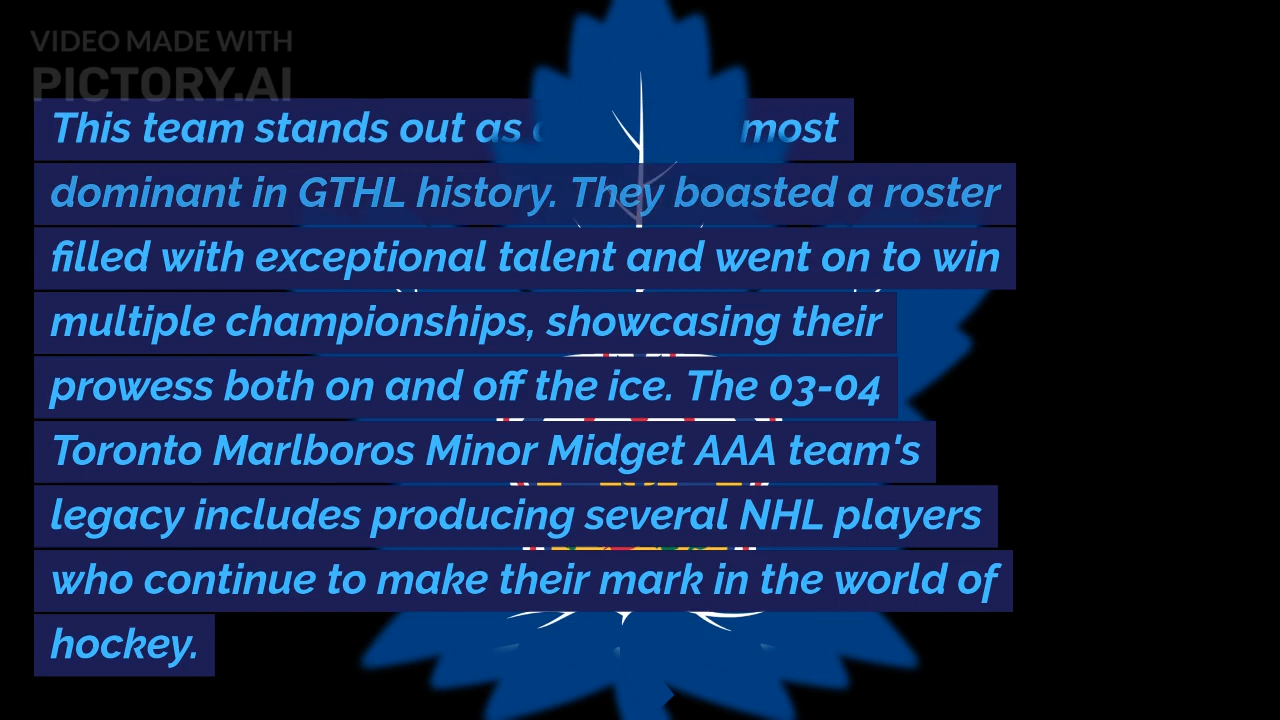 VIDEO MADE WITH
PICTORY.AI
This team stands out as most
dominant in GTHL history. They boasted a roster
filled with exceptional talent and went on to win
multiple championships, showcasing their
prowess both on and off the ice. The 03-04
Toronto Marlboros Minor Midget AAA team's
legacy includes producing several NHL players
who continue to make their mark in the world of
hockey.